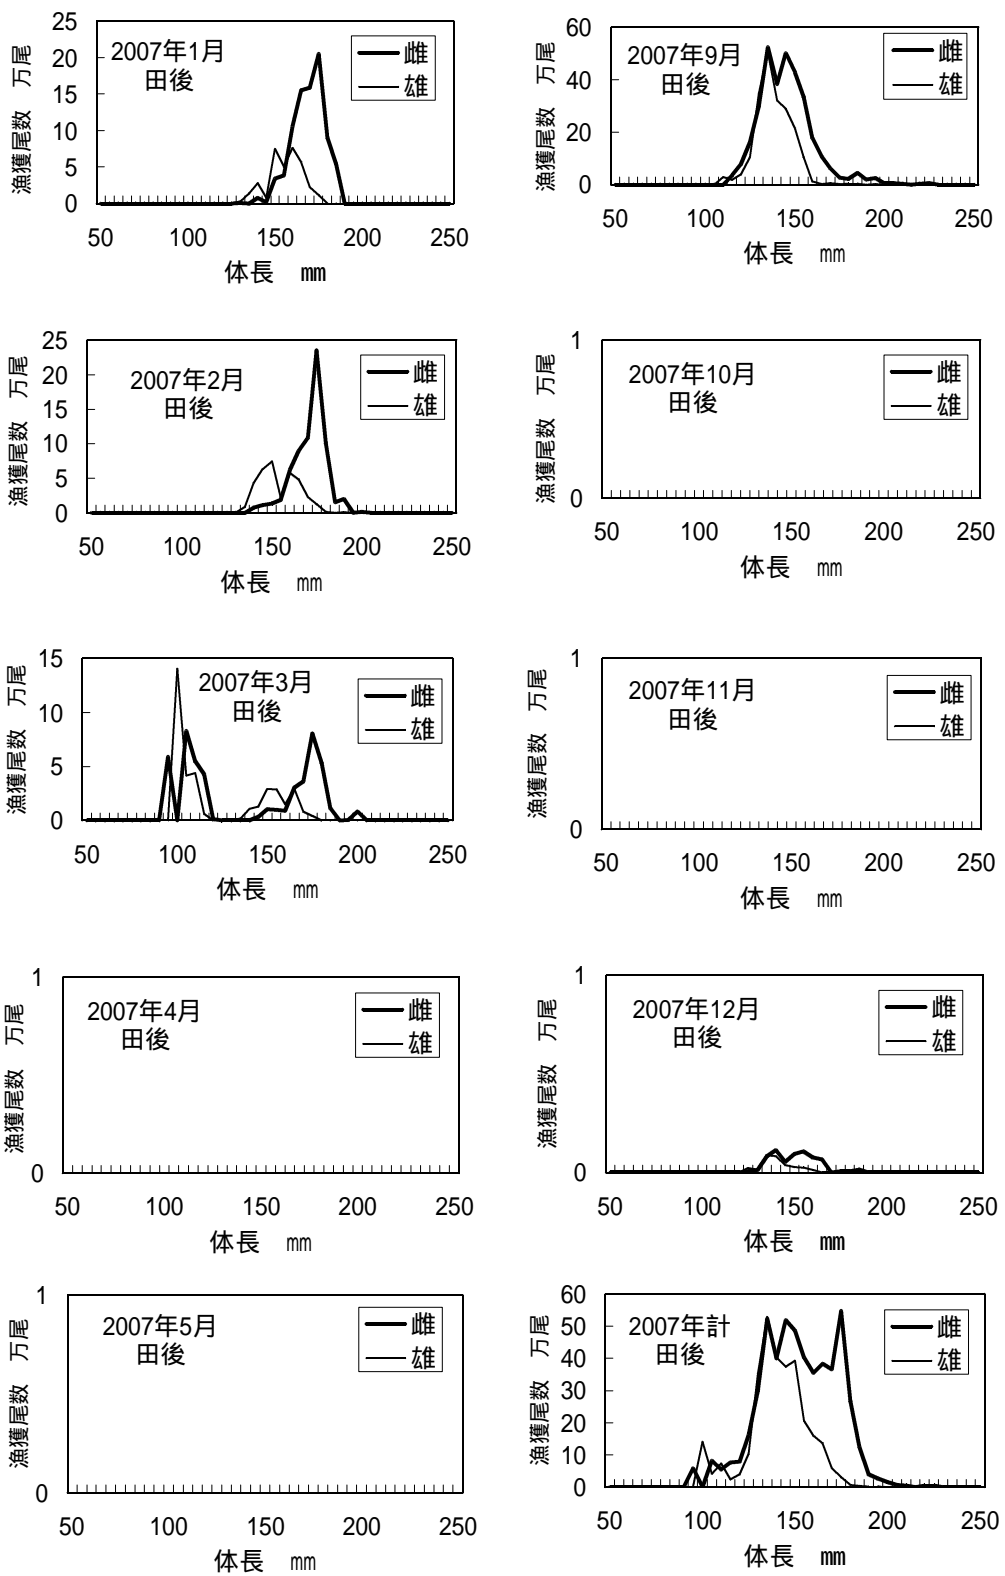 2007年1月
田後
雌
雄
漁獲尾数 万尾
25
20
15
10
5
0
50 100 150 200 250
体長 mm
2007年2月
田後
雌
雄
漁獲尾数 万尾
25
20
15
10
5
0
50 100 150 200 250
体長 mm
2007年3月
田後
雌
雄
漁獲尾数 万尾
15
10
5
0
50 100 150 200 250
体長 mm
2007年4月
田後
雌
雄
漁獲尾数 万尾
1
0
50 100 150 200 250
体長 mm
2007年5月
田後
雌
雄
漁獲尾数 万尾
1
0
50 100 150 200 250
体長 mm
2007年9月
田後
雌
雄
漁獲尾数 万尾
60
40
20
0
50 100 150 200 250
体長 mm
2007年10月
田後
雌
雄
漁獲尾数 万尾
1
0
50 100 150 200 250
体長 mm
2007年11月
田後
雌
雄
漁獲尾数 万尾
1
0
50 100 150 200 250
体長 mm
2007年12月
田後
雌
雄
漁獲尾数 万尾
1
0
50 100 150 200 250
体長 mm
2007年計
田後
雌
雄
漁獲尾数 万尾
60
50
40
30
20
10
0
50 100 150 200 250
体長 mm